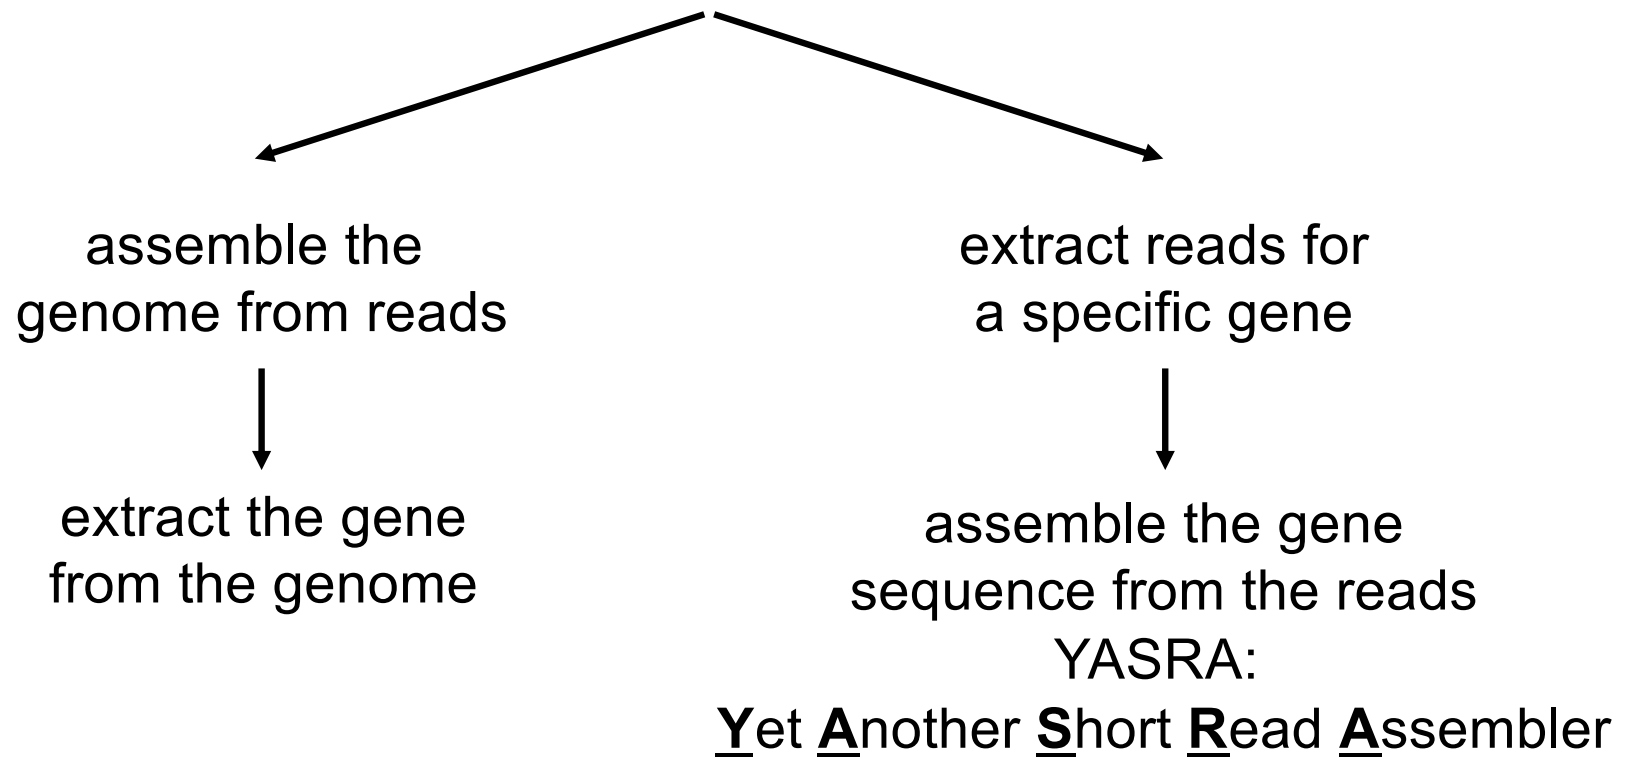 assemble the
genome from reads
extract the gene
from the genome
extract reads for
a specific gene
assemble the gene
sequence from the reads
YASRA:
Yet Another Short Read Assembler